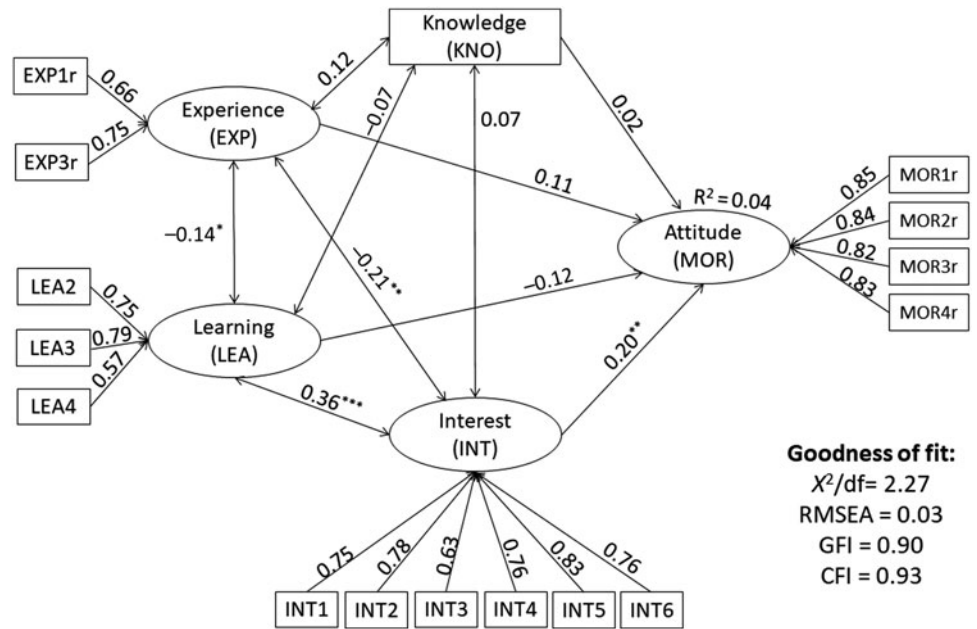 Knowledge
(KNO)
EXP1r
0.66
EXP3r
0.75
Experience
(EXP)
0.12
−0.07
0.07
0.02
0.11
R² = 0.04
Attitude
(MOR)
0.85
MOR1r
0.84
MOR2r
0.82
MOR3r
0.83
MOR4r
−0.14*
−0.21**
−0.12
LEA2
0.75
LEA3
0.79
LEA4
0.57
Learning
(LEA)
0.36***
0.20**
Interest
(INT)
0.75
0.78
0.63
0.76
0.83
0.76
INT1
INT2
INT3
INT4
INT5
INT6
Goodness of fit:
X²/df= 2.27
RMSEA = 0.03
GFI = 0.90
CFI = 0.93